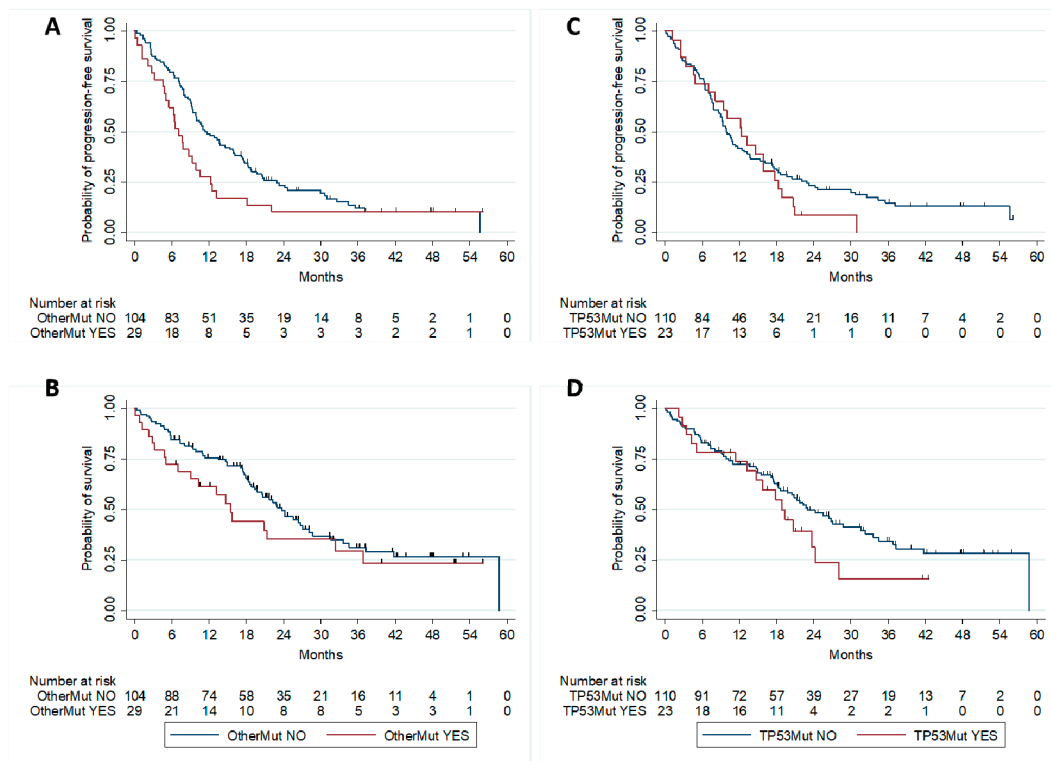 A
Probability of progression-free survival
1.00
0.75
0.50
0.25
0.00
0 6 12 18 24 30 36 42 48 54 60
Months
Number at risk
OtherMut NO 104 83 51 35 19 14 8 5 2 1 0
OtherMut YES 29 18 8 5 3 3 3 2 2 1 0
C
Probability of progression-free survival
1.00
0.75
0.50
0.25
0.00
0 6 12 18 24 30 36 42 48 54 60
Months
Number at risk
TP53Mut NO 110 84 46 34 21 16 11 7 4 2 0
TP53Mut YES 23 17 13 6 1 1 0 0 0 0 0
B
Probability of survival
1.00
0.75
0.50
0.25
0.00
0 6 12 18 24 30 36 42 48 54 60
Months
Number at risk
OtherMut NO 104 88 74 58 35 21 16 11 4 1 0
OtherMut YES 29 21 14 10 8 8 5 3 3 1 0
OtherMut NO OtherMut YES
D
Probability of survival
1.00
0.75
0.50
0.25
0.00
0 6 12 18 24 30 36 42 48 54 60
Months
Number at risk
TP53Mut NO 110 91 72 57 39 27 19 13 7 2 0
TP53Mut YES 23 18 16 11 4 2 2 1 0 0 0
TP53Mut NO TP53Mut YES